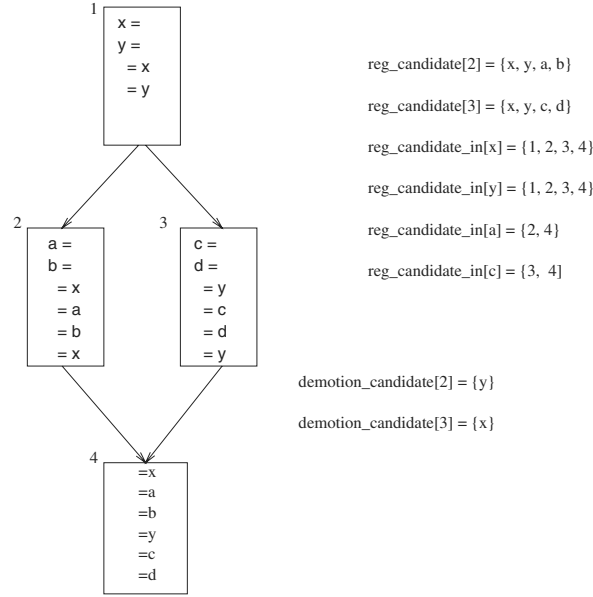 1
x =
y =
= x
= y
reg_candidate[2] = {x, y, a, b}
reg_candidate[3] = {x, y, c, d}
reg_candidate_in[x] = {1, 2, 3, 4}
reg_candidate_in[y] = {1, 2, 3, 4}
reg_candidate_in[a] = {2, 4}
reg_candidate_in[c] = {3, 4]
2
a =
b =
= x
= a
= b
= x
3
c =
d =
= y
= c
= d
= y
demotion_candidate[2] = {y}
demotion_candidate[3] = {x}
4
=x
=a
=b
=y
=c
=d